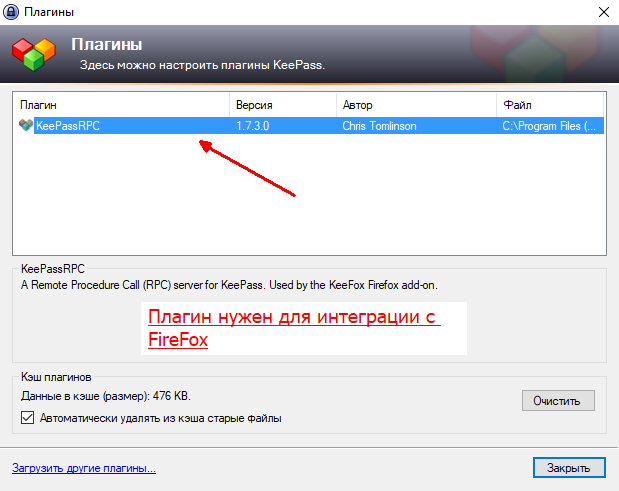 Плагины
Плагины
Здесь можно настроить плагины KeePass.
Плагин Версия Автор Файл
KeePassRPC 1.7.3.0 Chris Tomlinson C:\Program Files (...
KeePassRPC
A Remote Procedure Call (RPC) server for KeePass. Used by the KeeFox Firefox add-on.
Плагин нужен для интеграции с
FireFox
Кэш плагинов
Данные в кэше (размер): 476 KB.
Очистить
Автоматически удалять из кэша старые файлы
Загрузить другие плагины...
Закрыть